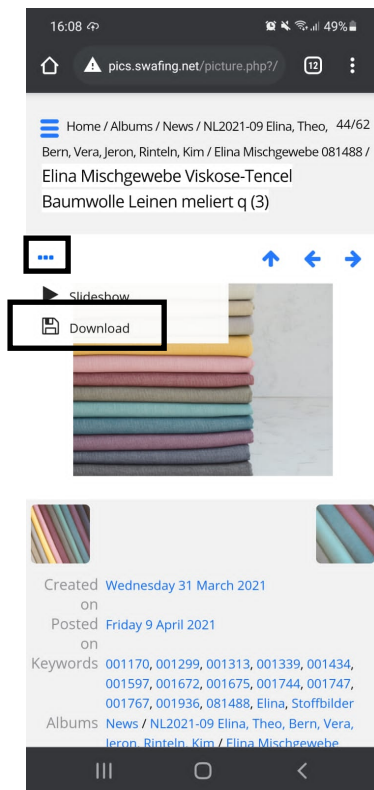 16:08 49%
pics.swafing.net/picture.php?/ 12
Home / Albums / News / NL2021-09 Elina, Theo, 44/62
Bern, Vera, Jeron, Rinteln, Kim / Elina Mischgewebe 081488 /
Elina Mischgewebe Viskose-Tencel
Baumwolle Leinen meliert q (3)
Slideshow
Download
Created on Wednesday 31 March 2021
Posted on Friday 9 April 2021
Keywords 001170, 001299, 001313, 001339, 001434,
001597, 001672, 001675, 001744, 001747,
001767, 001936, 081488, Elina, Stoffbilder
Albums News / NL2021-09 Elina, Theo, Bern, Vera,
Jeron, Rinteln, Kim / Elina Mischgewebe